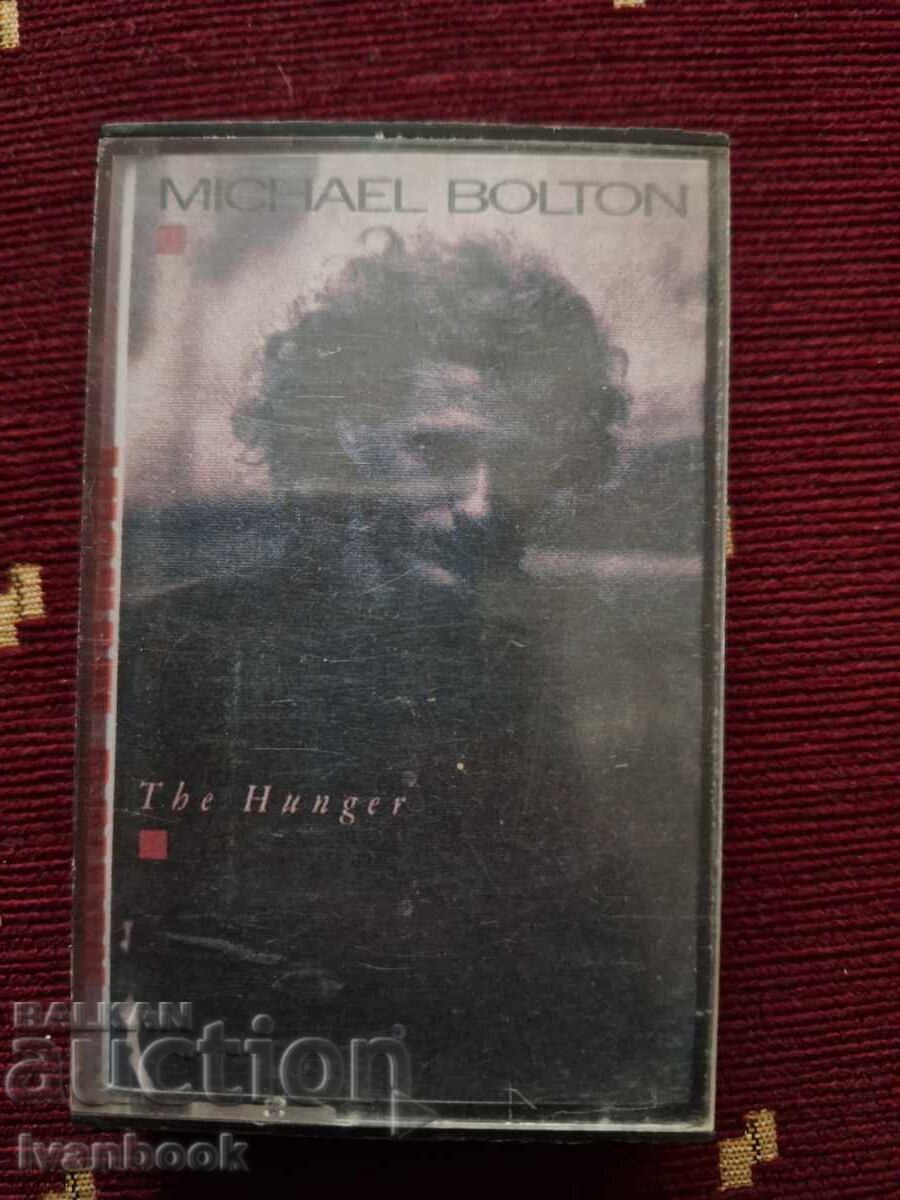 MICHAEL BOLTON
The Hunger
BALKAN
auction
ivanbook